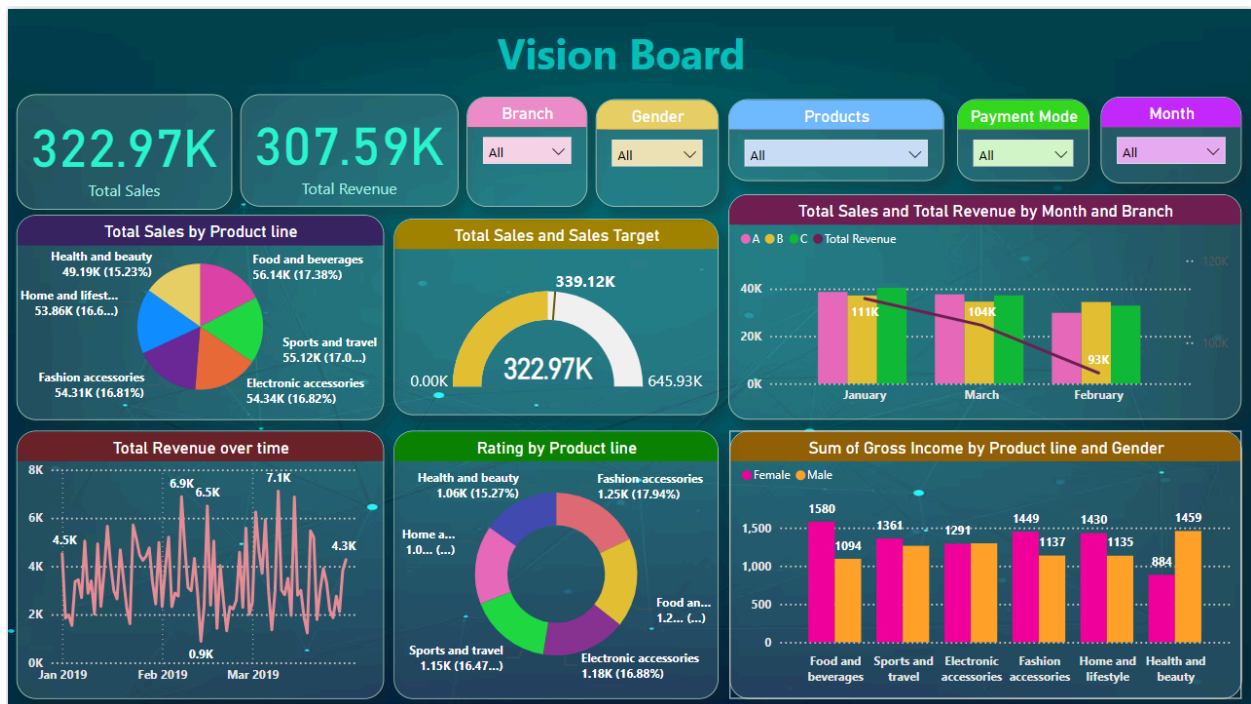 Vision Board
322.97K
Total Sales
307.59K
Total Revenue
Branch
All
Gender
All
Products
All
Payment Mode
All
Month
All
Total Sales by Product line
Health and beauty
49.19K (15.23%)
Food and beverages
56.14K (17.38%)
Home and lifest...
53.86K (16.6...)
Sports and travel
55.12K (17.0...)
Fashion accessories
54.31K (16.81%)
Electronic accessories
54.34K (16.82%)
Total Sales and Sales Target
339.12K
322.97K
0.00K
645.93K
Total Sales and Total Revenue by Month and Branch
A B C Total Revenue
120K
40K
111K
104K
20K
100K
93K
0K
January March February
Total Revenue over time
8K
7.1K
6.9K
6.5K
6K
4.5K
4.3K
4K
2K
0.9K
0K
Jan 2019 Feb 2019 Mar 2019
Rating by Product line
Health and beauty
1.06K (15.27%)
Fashion accessories
1.25K (17.94%)
Home a...
1.0... (...)
Food an...
1.2... (...)
Sports and travel
1.15K (16.47...)
Electronic accessories
1.18K (16.88%)
Sum of Gross Income by Product line and Gender
Female Male
1580
1094
1361
1291
1449
1137
1430
1135
884
1459
1,500
1,000
500
0
Food and beverages
Sports and travel
Electronic accessories
Fashion accessories
Home and lifestyle
Health and beauty